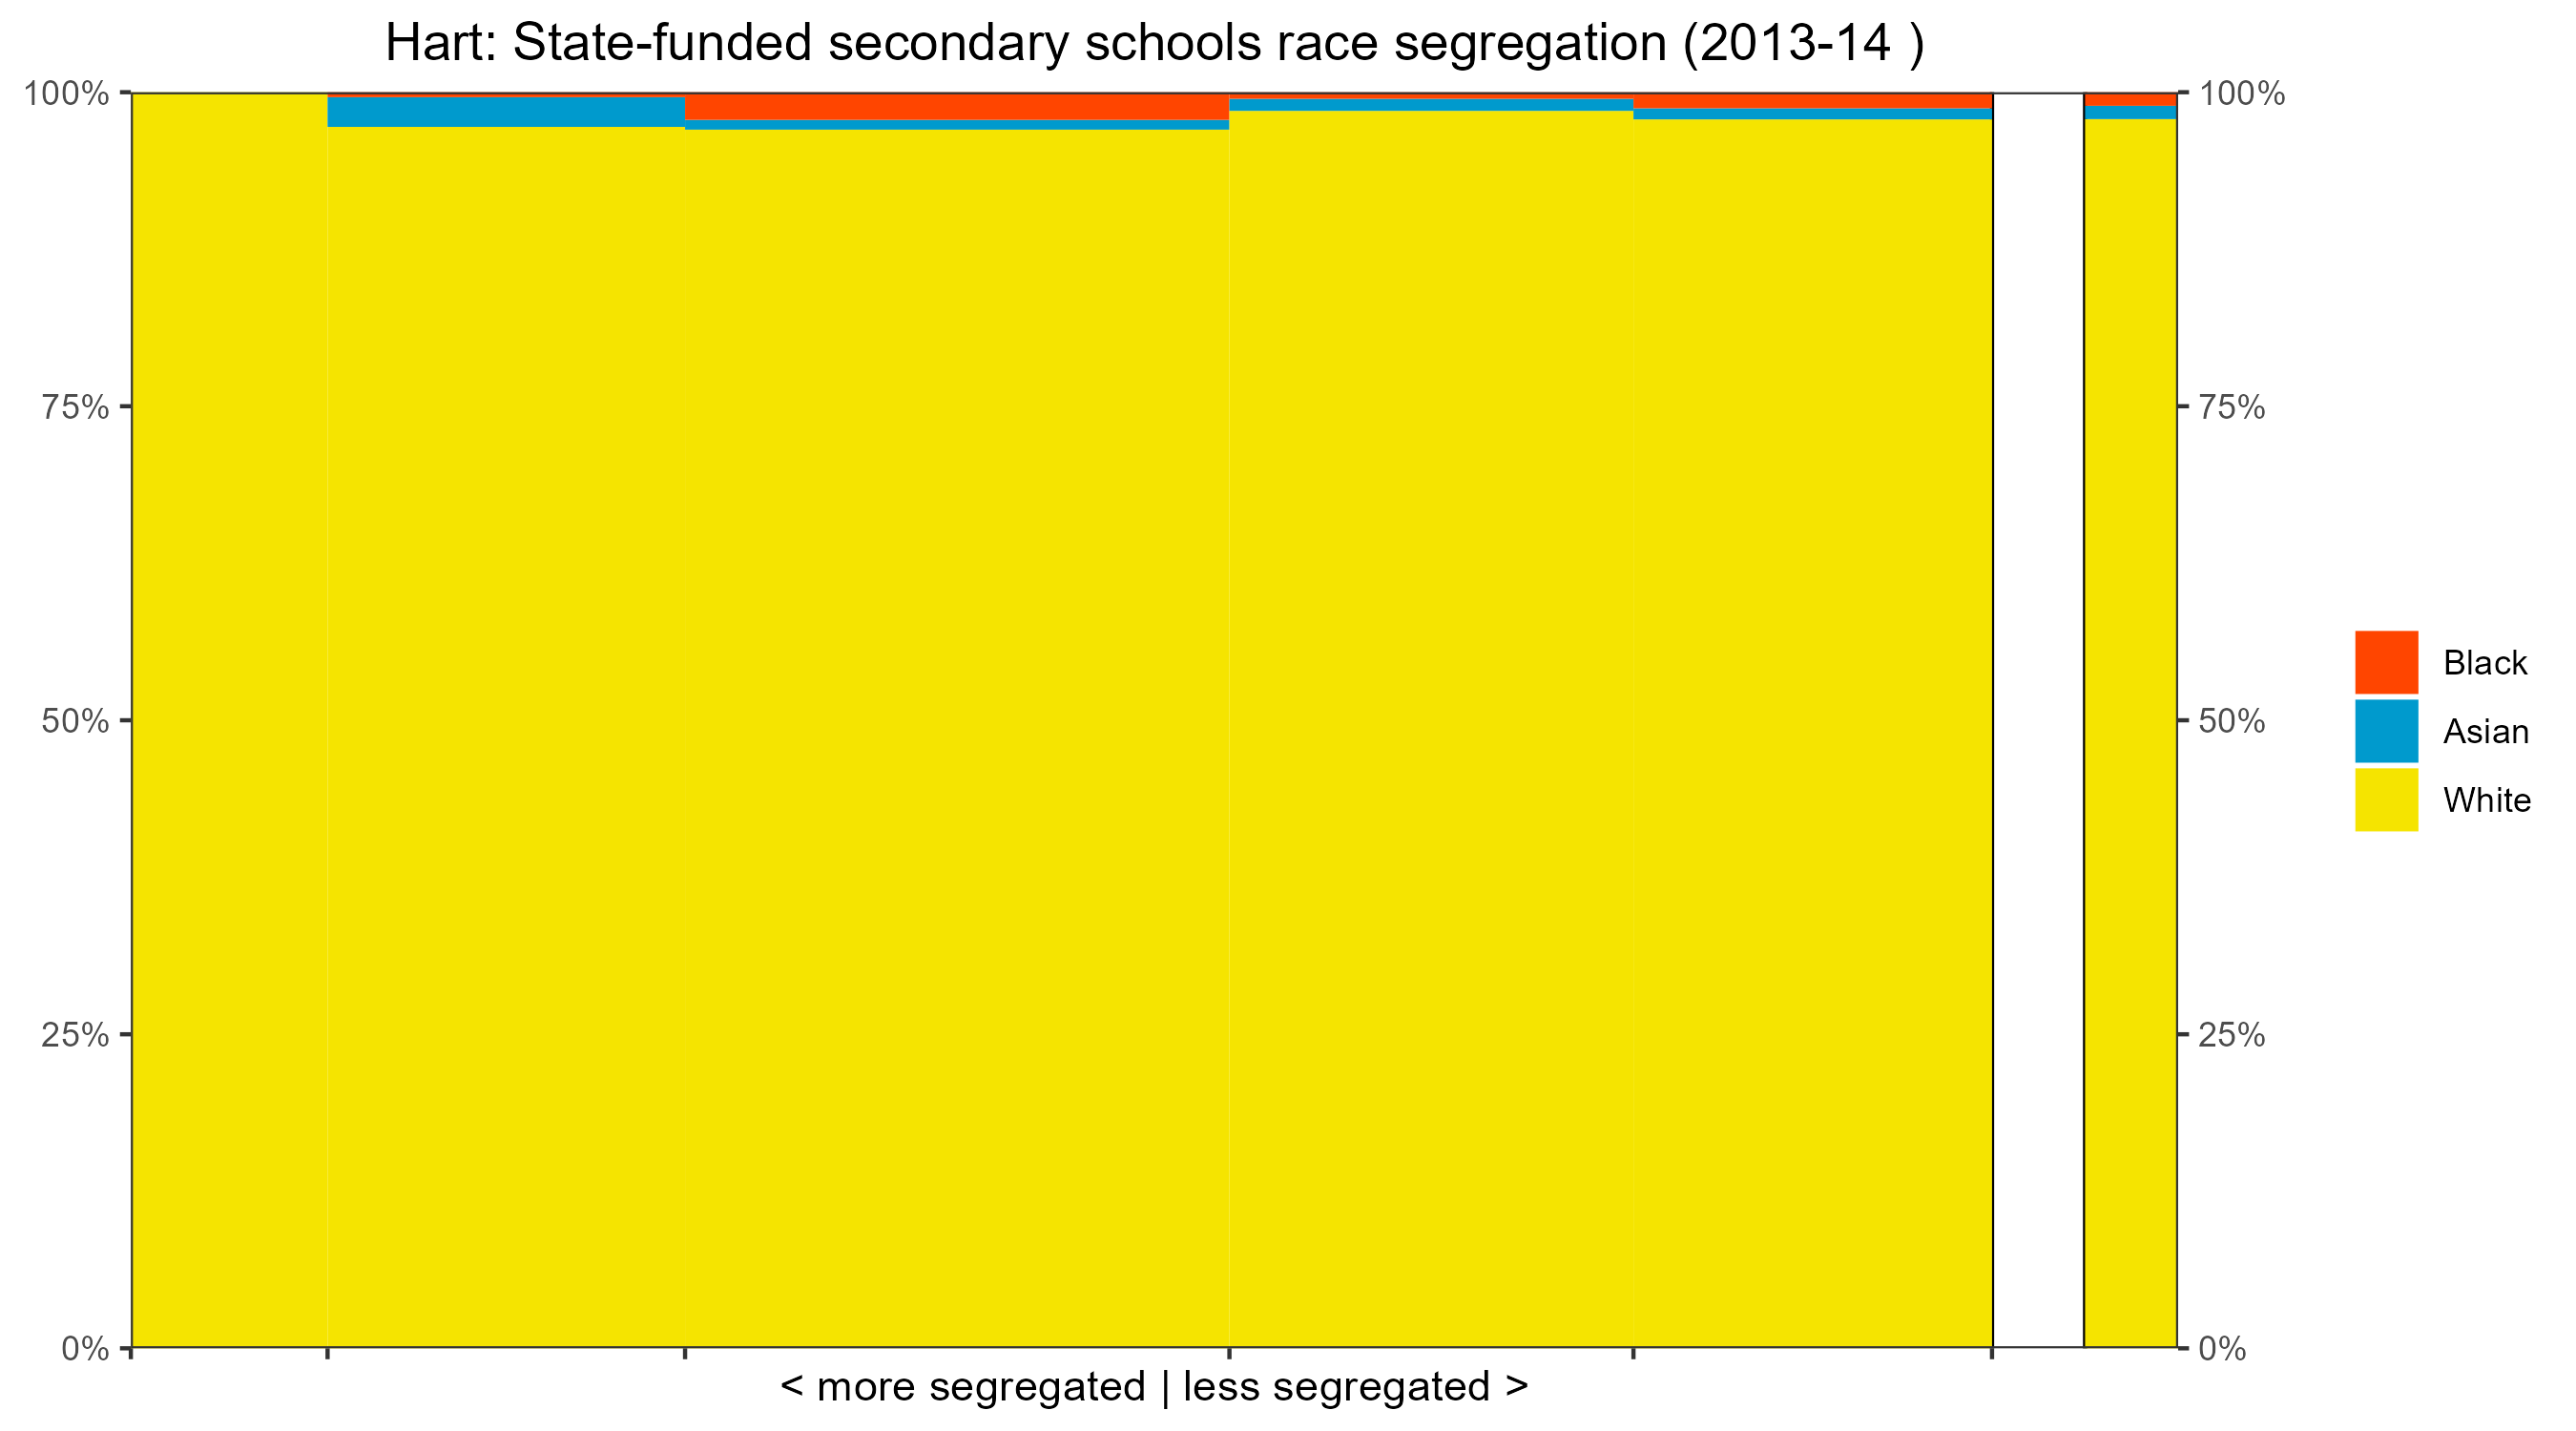 Hart: State-funded secondary schools race segregation (2013-14 )
100%
75%
50%
25%
0%
100%
75%
50%
25%
0%
< more segregated | less segregated >
Black
Asian
White